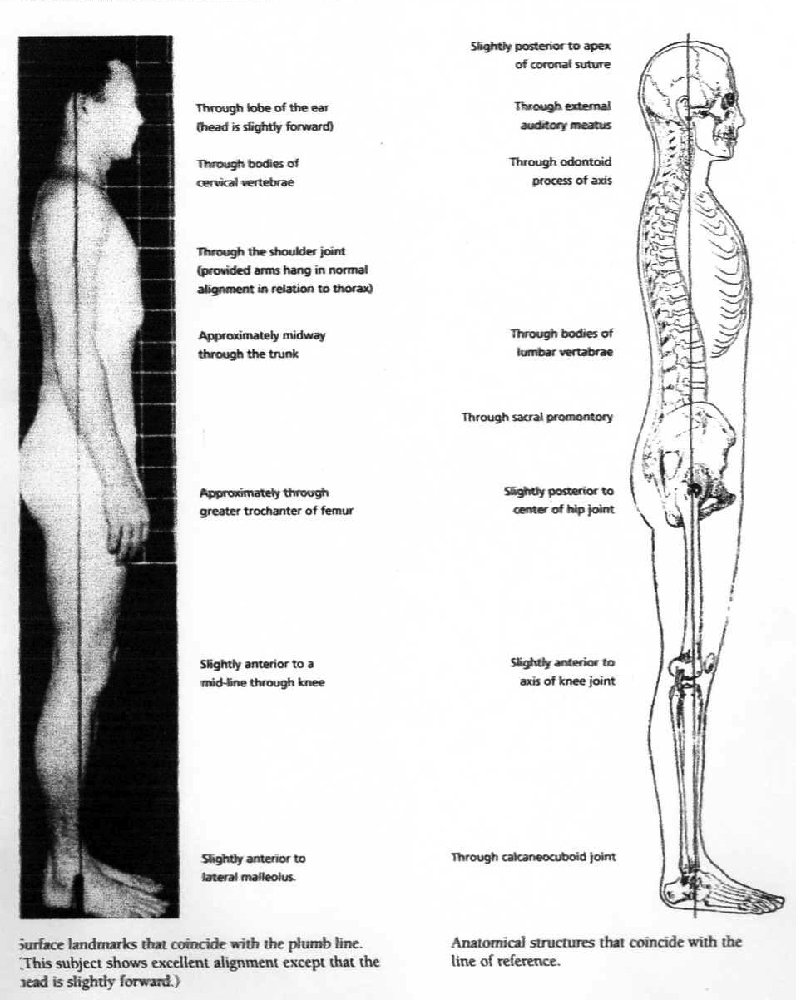 Through lobe of the ear
(head is slightly forward)
Through bodies of
cervical vertebrae
Through the shoulder joint
(provided arms hang in normal
alignment in relation to thorax)
Approximately midway
through the trunk
Approximately through
greater trochanter of femur
Slightly anterior to a
mid-line through knee
Slightly anterior to
lateral malleolus.
Surface landmarks that coincide with the plumb line.
(This subject shows excellent alignment except that the
head is slightly forward.)
Slightly posterior to apex
of coronal suture
Through external
auditory meatus
Through odontoid
process of axis
Through bodies of
lumbar vertabrae
Through sacral promontory
Slightly posterior to
center of hip joint
Slightly anterior to
axis of knee joint
Through calcaneocuboid joint
Anatomical structures that coincide with the
line of reference.